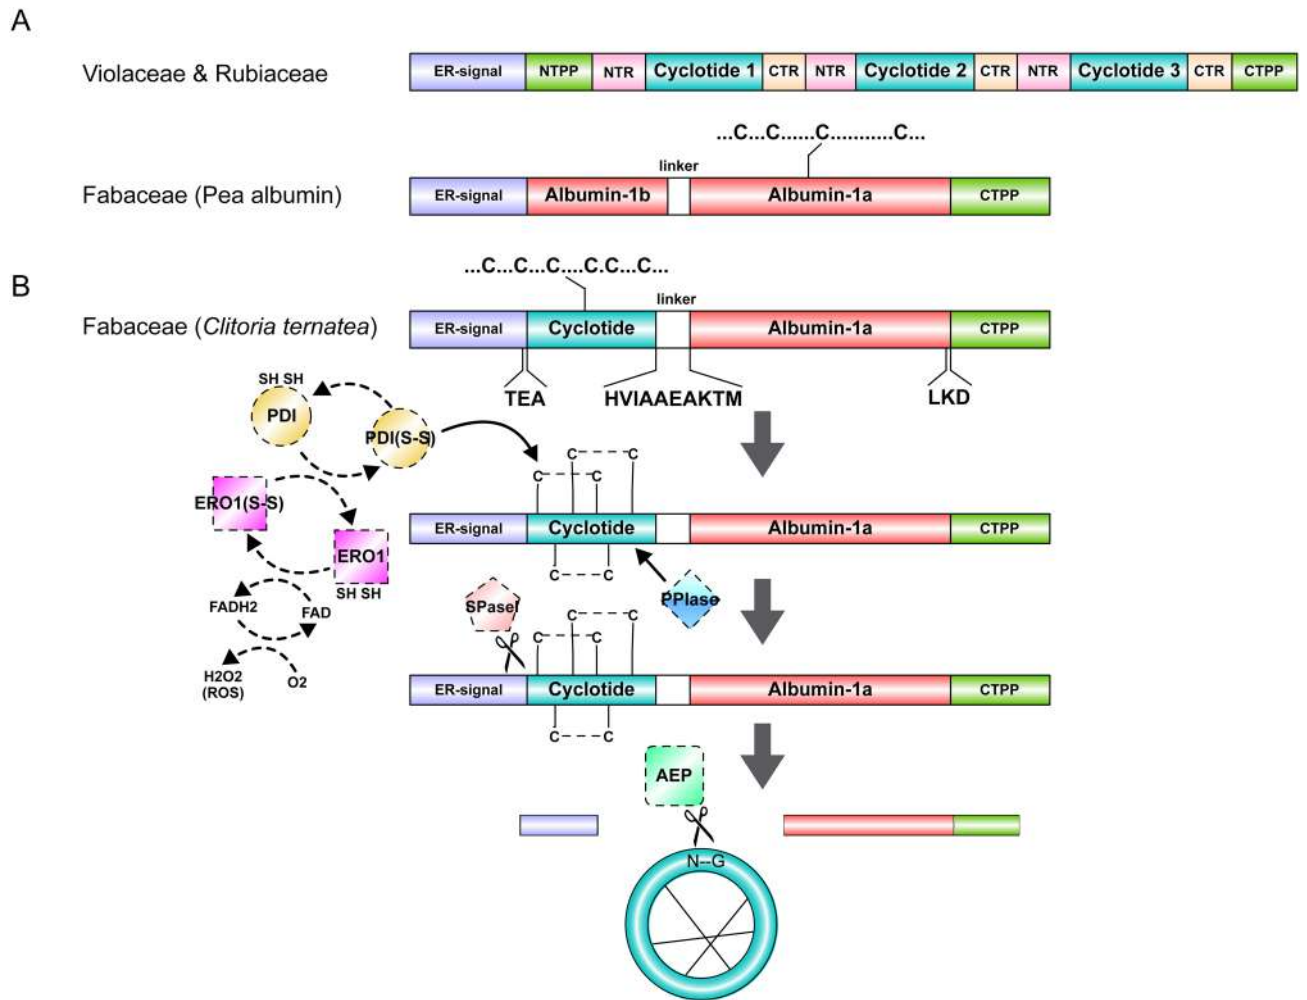 A
Violaceae & Rubiaceae
ER-signal NTPP NTR Cyclotide 1 CTR NTR Cyclotide 2 CTR NTR Cyclotide 3 CTR CTPP
...C...C......C...........C...
linker
Fabaceae (Pea albumin)
ER-signal Albumin-1b Albumin-1a CTPP
B
...C...C...C....C.C...C...
linker
Fabaceae (Clitoria ternatea)
ER-signal Cyclotide Albumin-1a CTPP
TEA HVIAAEAKTM LKD
SH SH
PDI
PDI(S-S)
C C
C C
ERO1(S-S)
ER-signal Cyclotide Albumin-1a CTPP
ERO1
SH SH
C C
PPIase
SPaseI
FADH2 FAD
C C
C C
H2O2
(ROS)
O2
ER-signal Cyclotide Albumin-1a CTPP
C C
AEP
N--G